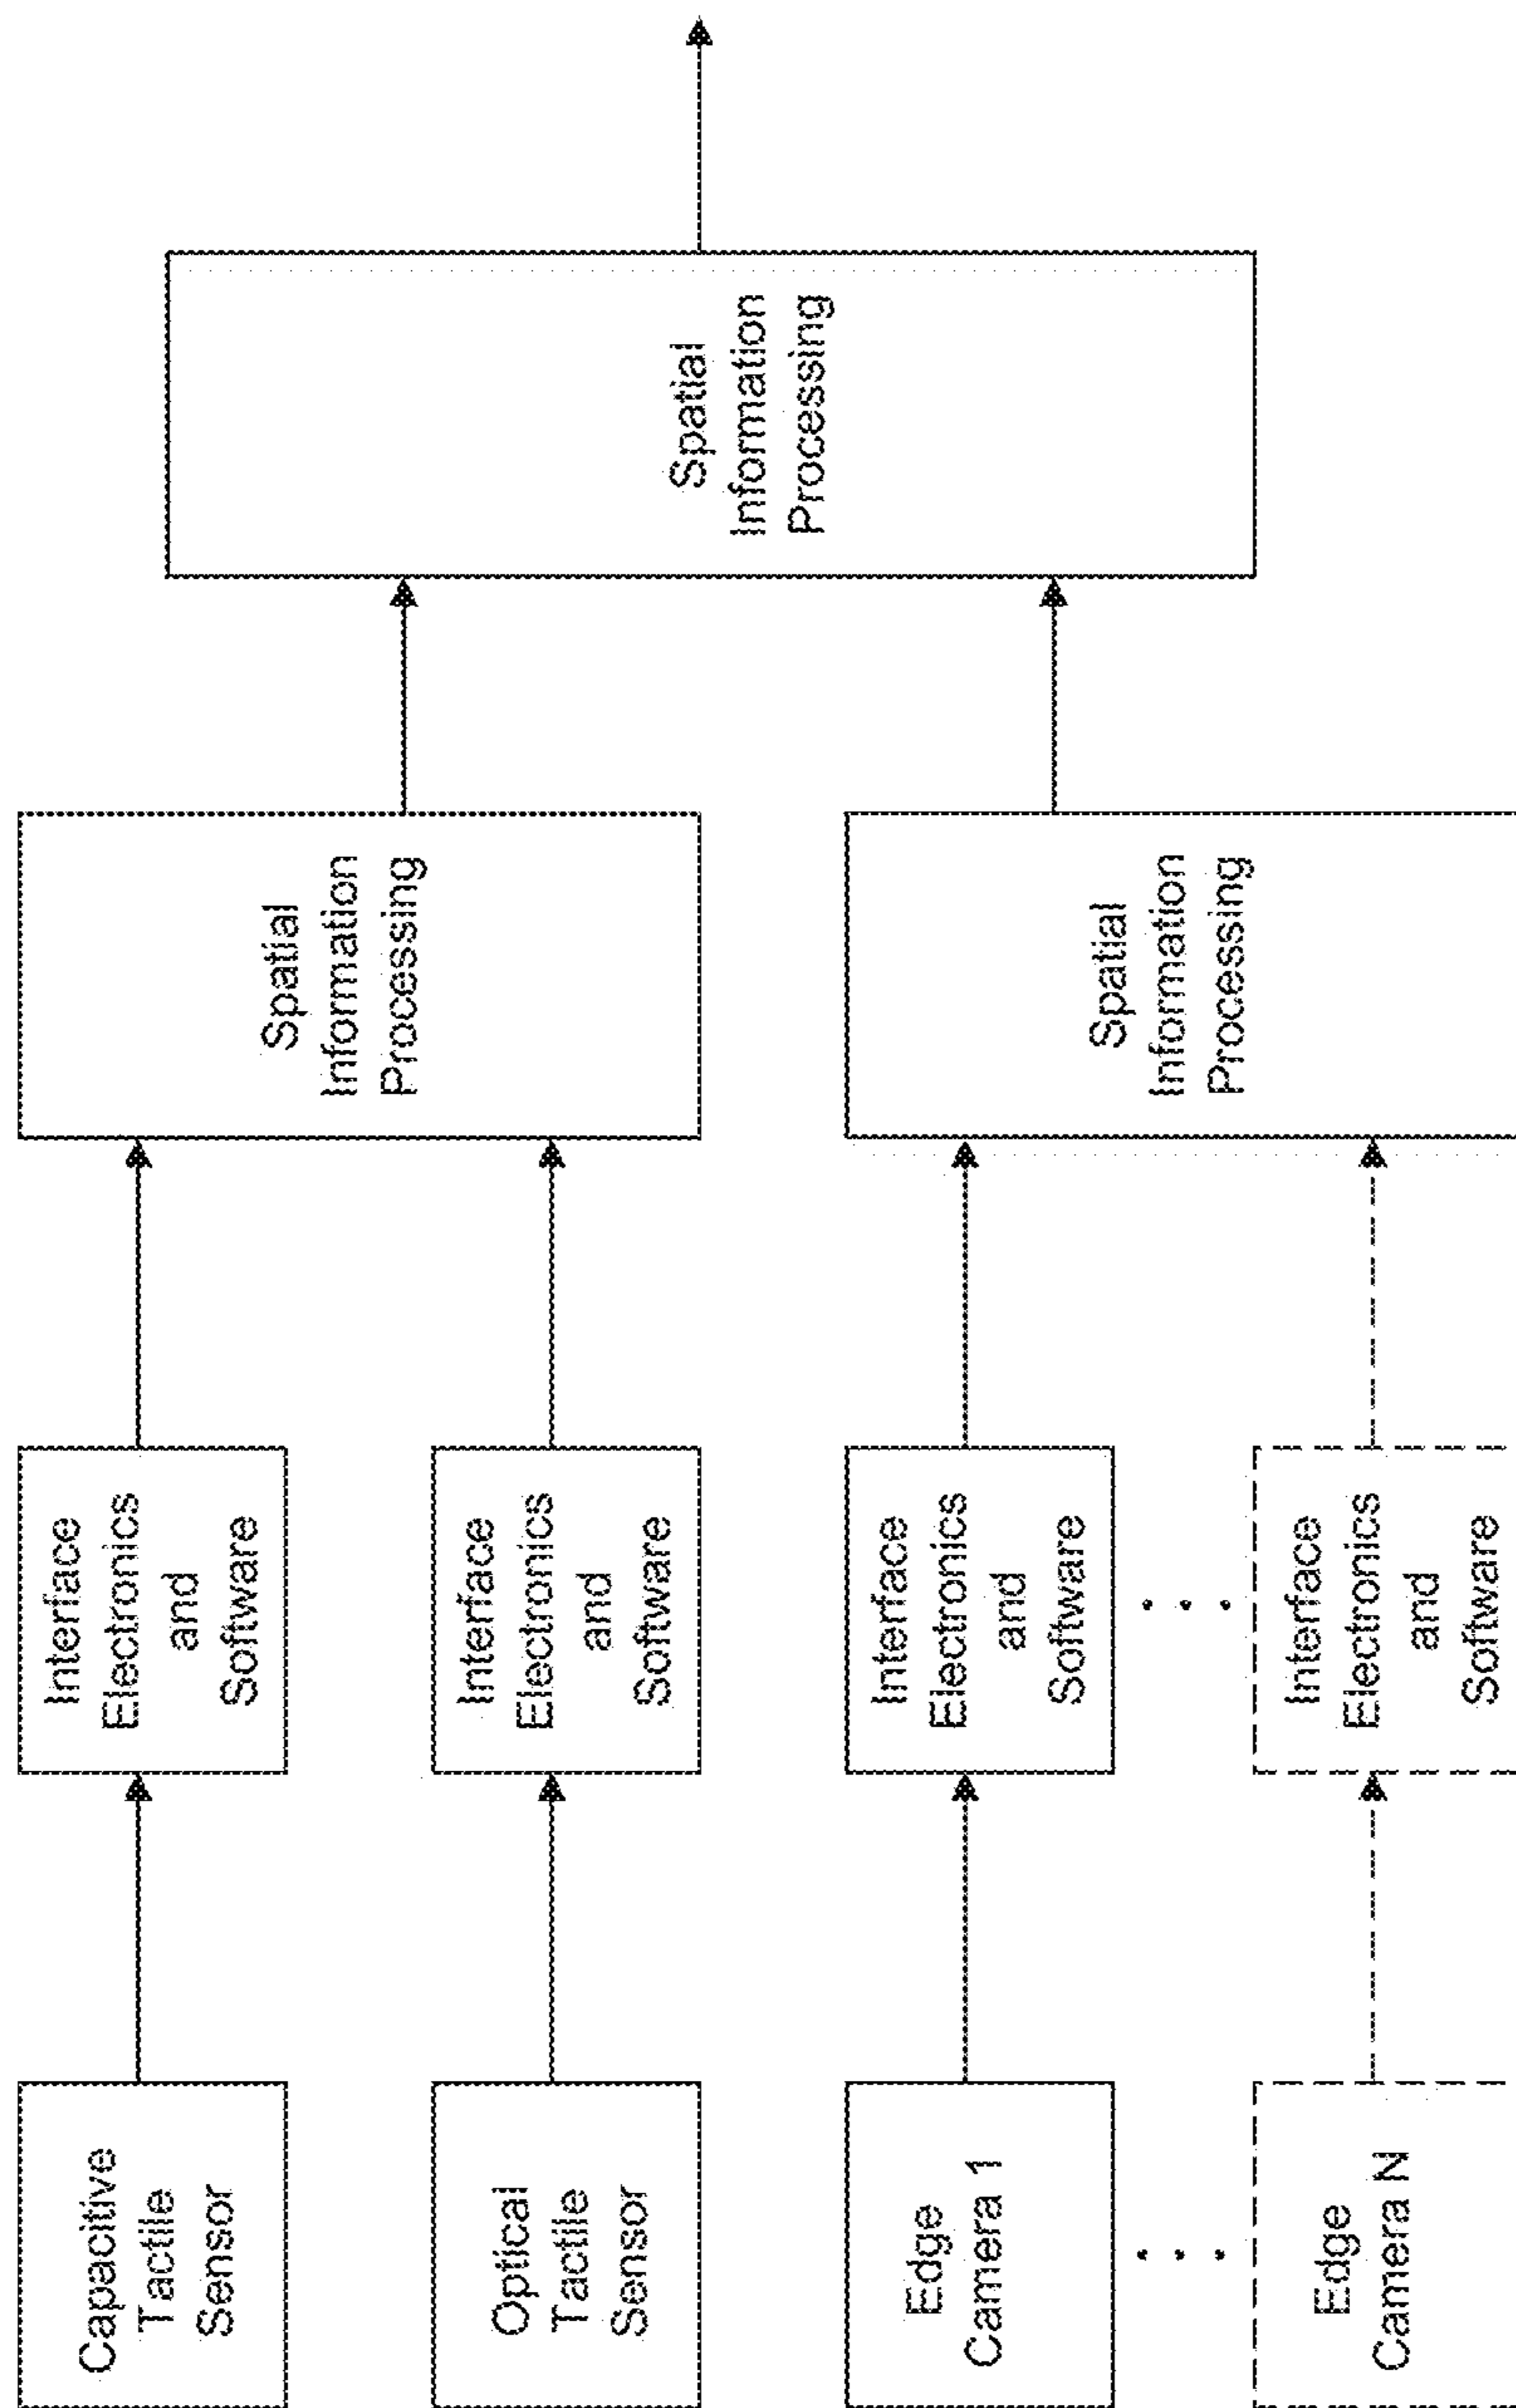 Capacitive
Tactile
Sensor
Interface
Electronics
and
Software
Optical
Tactile
Sensor
Interface
Electronics
and
Software
Spatial
Information
Processing
Edge
Camera 1
Interface
Electronics
and
Software
Edge
Camera N
Interface
Electronics
and
Software
Spatial
Information
Processing
Spatial
Information
Processing